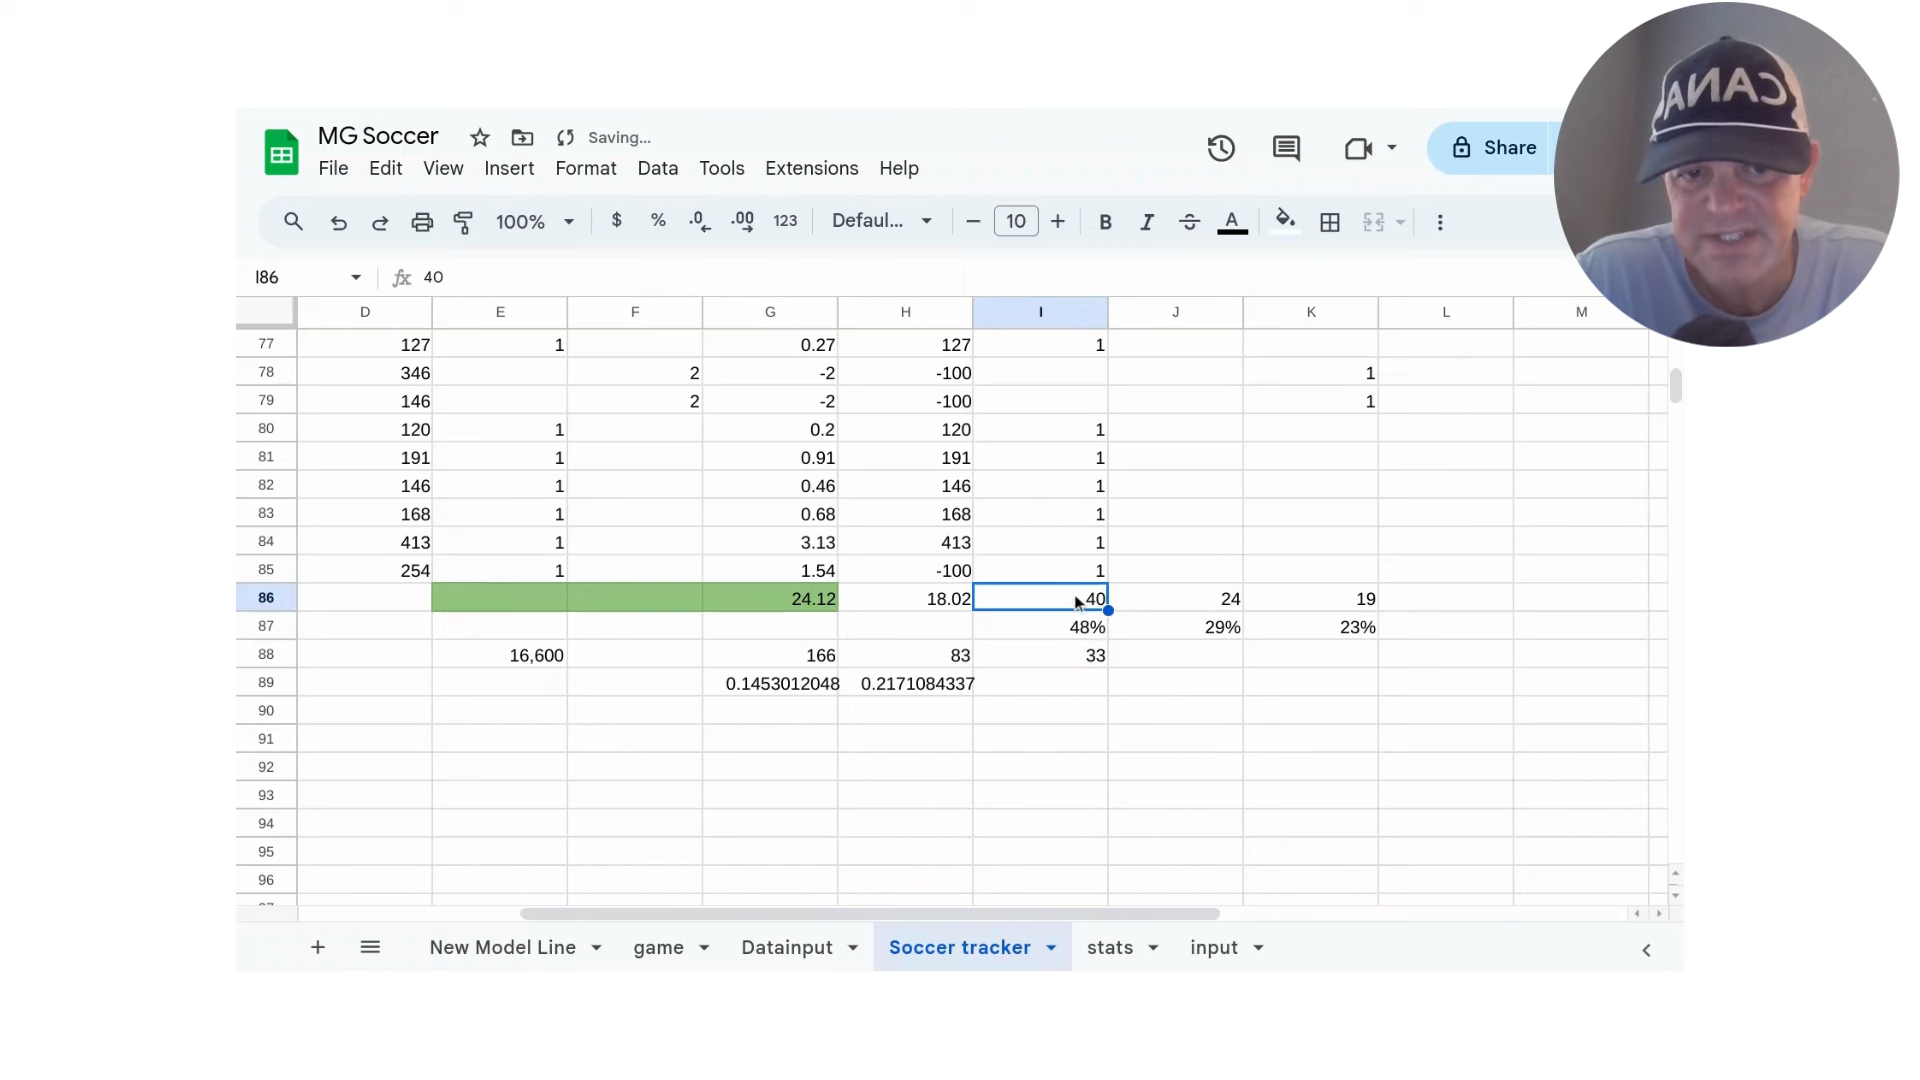 CANA
MG Soccer Saving...
File Edit View Insert Format Data Tools Extensions Help
Share
100% $ % .0 .00 123 Defaul... 10 B I S A
I86 fx 40
D E F G H I J K L M
77 127 1 0.27 127 1
78 346 2 -2 -100 1
79 146 2 -2 -100 1
80 120 1 0.2 120 1
81 191 1 0.91 191 1
82 146 1 0.46 146 1
83 168 1 0.68 168 1
84 413 1 3.13 413 1
85 254 1 1.54 -100 1
86 24.12 18.02 40 24 19
87 48% 29% 23%
88 16,600 166 83 33
89 0.1453012048 0.2171084337
90
91
92
93
94
95
96
New Model Line game Datainput Soccer tracker stats input